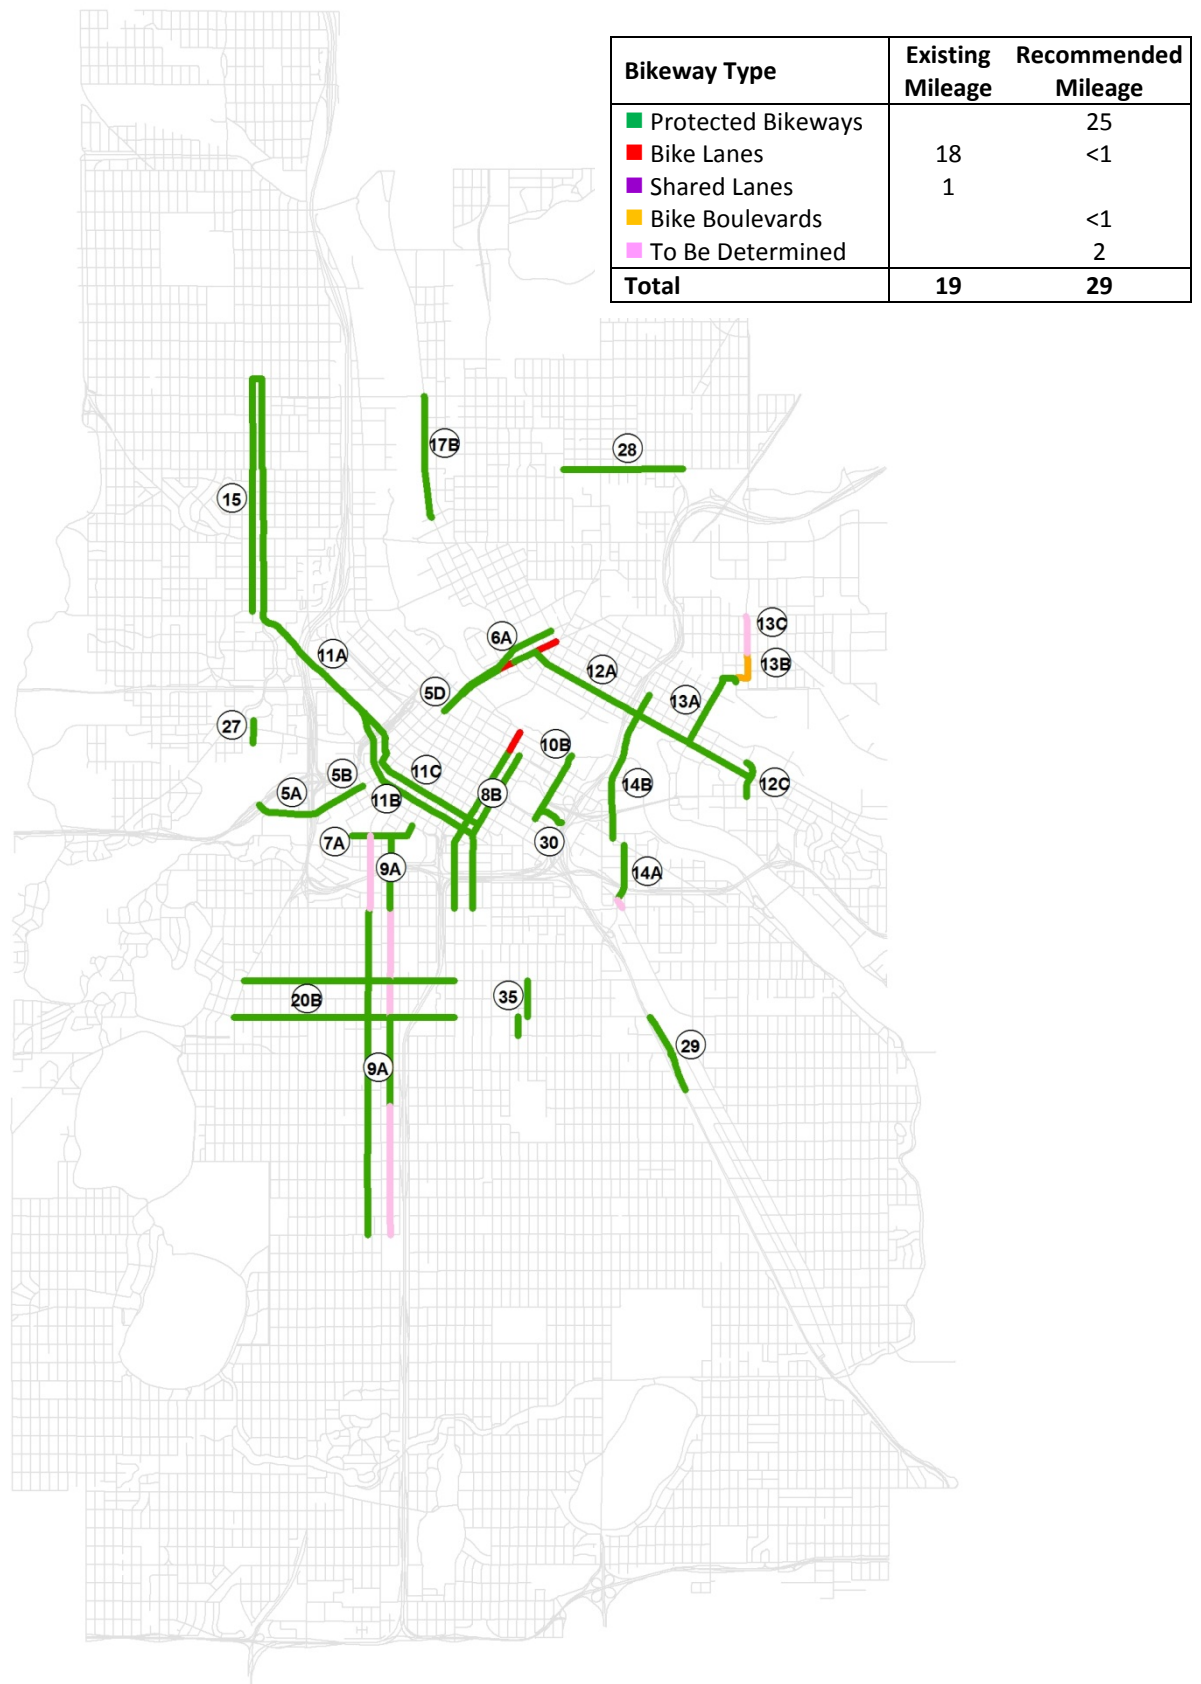 Bikeway Type Existing Mileage Recommended Mileage
Protected Bikeways 25
Bike Lanes 18 <1
Shared Lanes 1
Bike Boulevards <1
To Be Determined 2
Total 19 29
17B
28
15
13C
6A
11A
13B
12A
5D
13A
27
10B
11C
5B
14B
12C
5A
8B
11B
7A
30
9A
14A
35
20B
29
9A